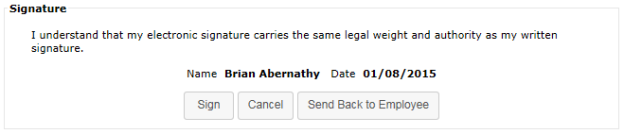 Signature
I understand that my electronic signature carries the same legal weight and authority as my written
signature.
Name Brian Abernathy Date 01/08/2015
Sign Cancel Send Back to Employee